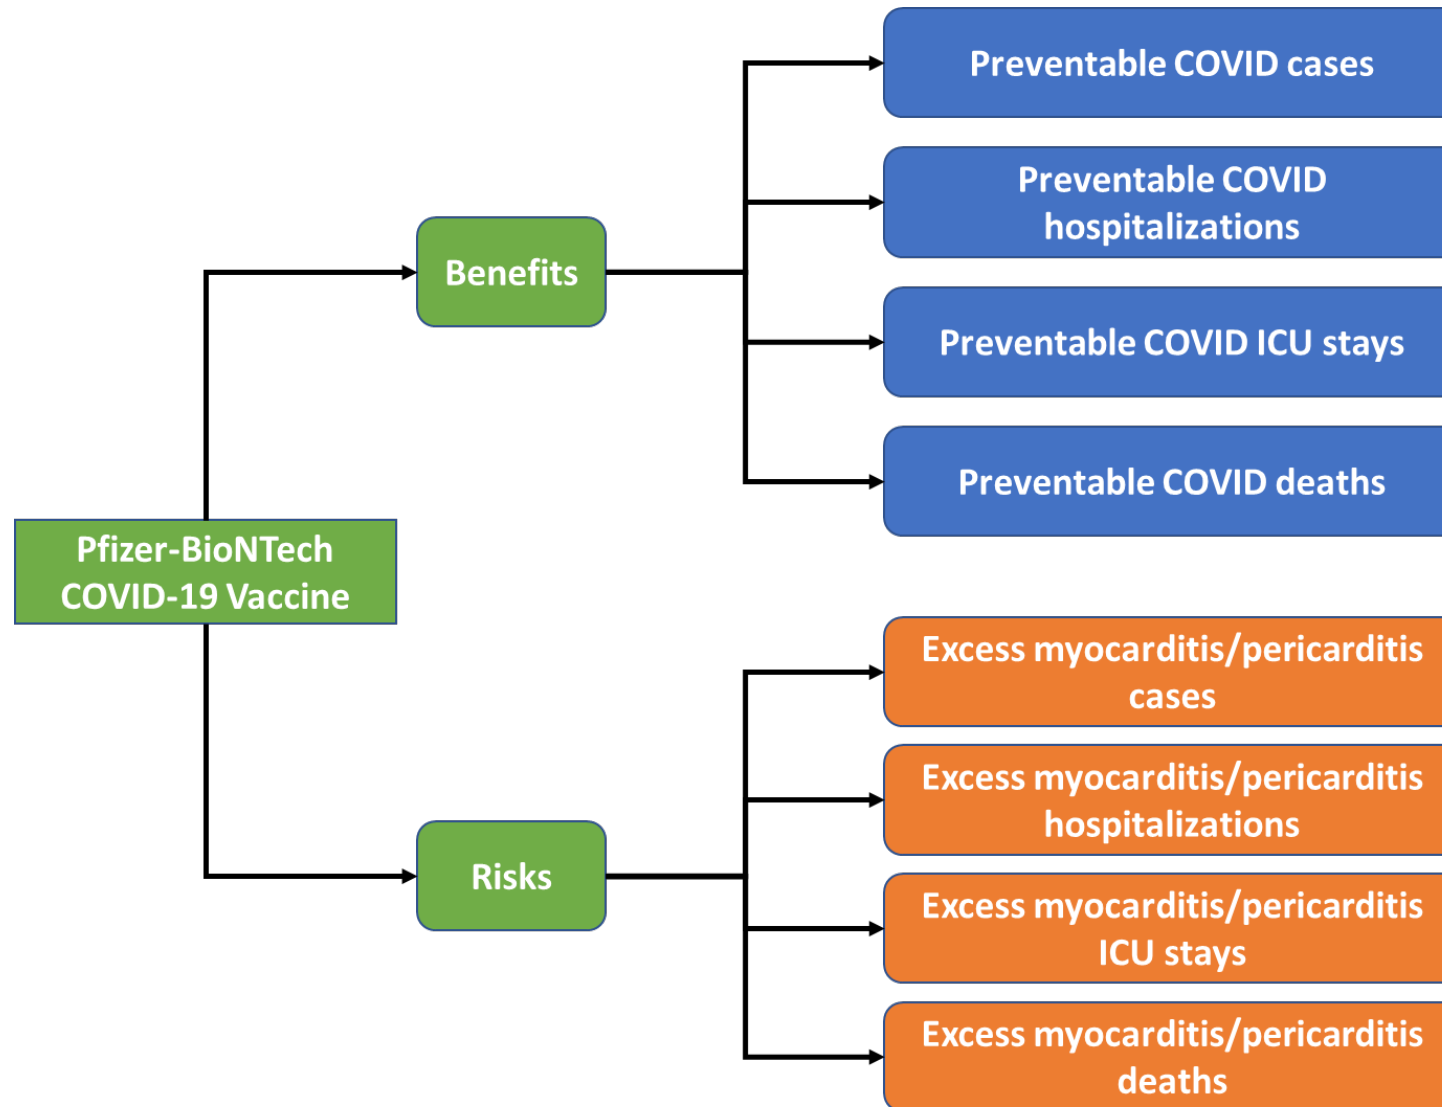 Preventable COVID cases
Preventable COVID
hospitalizations
Benefits
Preventable COVID ICU stays
Preventable COVID deaths
Pfizer-BioNTech
COVID-19 Vaccine
Excess myocarditis/pericarditis
cases
Excess myocarditis/pericarditis
hospitalizations
Risks
Excess myocarditis/pericarditis
ICU stays
Excess myocarditis/pericarditis
deaths